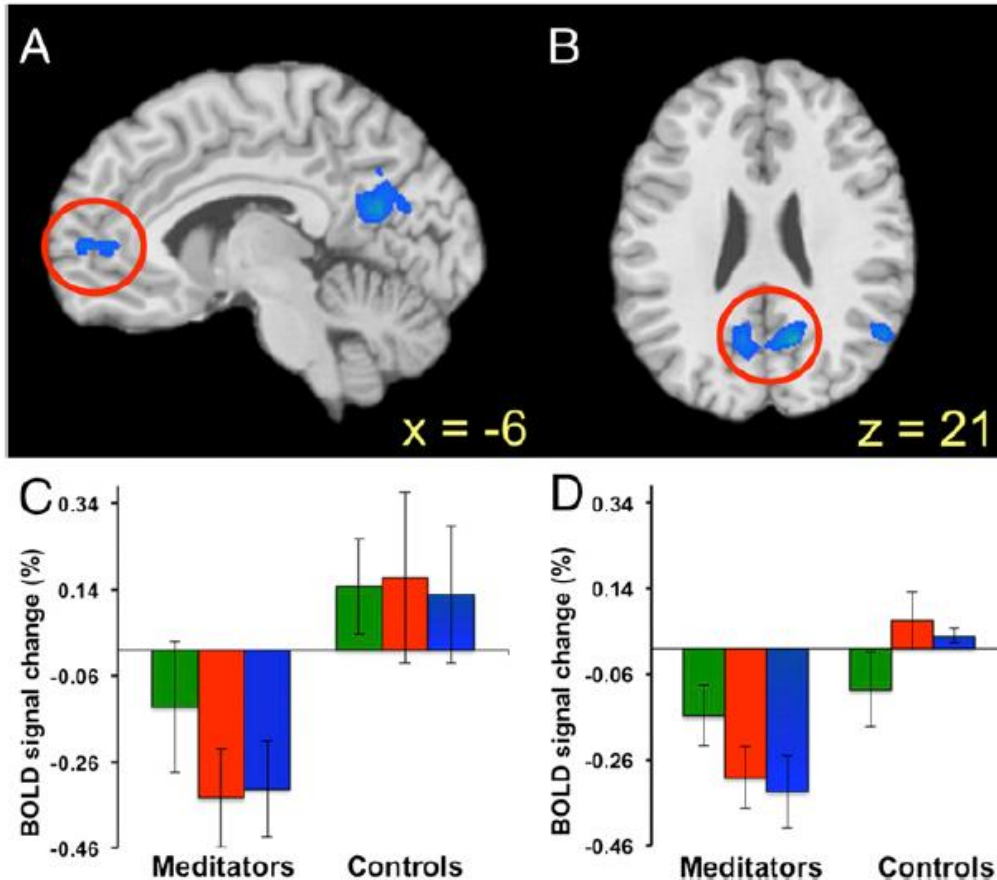 A
B
x = -6
z = 21
C
BOLD signal change (%)
0.34
0.14
-0.06
-0.26
-0.46
Meditators Controls
D
BOLD signal change (%)
0.34
0.14
-0.06
-0.26
-0.46
Meditators Controls